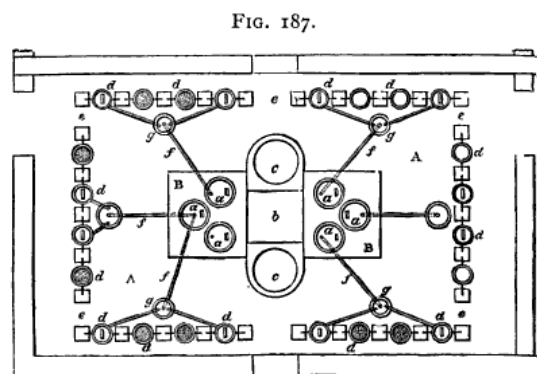 FIG. 187.
d d e d d
e g g e
f f A
d B c d
a a
d f a b a d
a a B
A f c f
d g g d
e d d d d e
d d